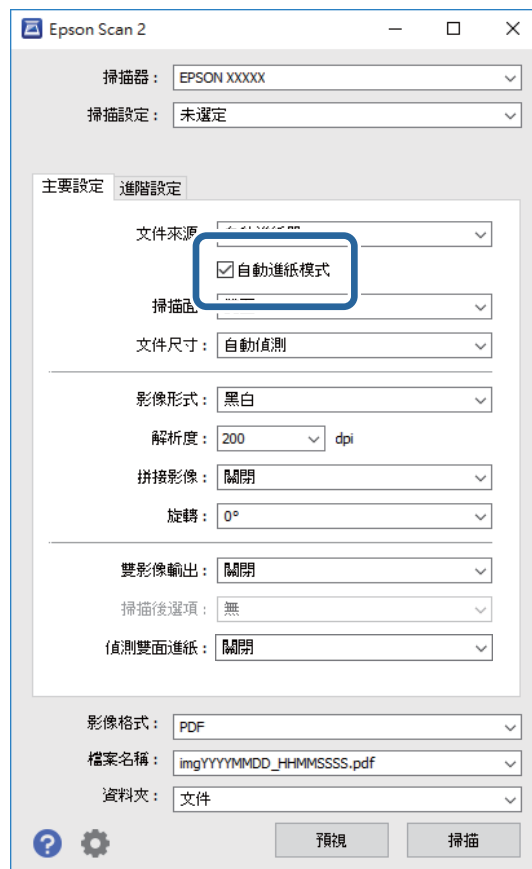 Epson Scan 2
掃描器： EPSON XXXXX
掃描設定： 未選定
主要設定 進階設定
文件來源
自動進紙模式
掃描面
文件尺寸： 自動偵測
影像形式： 黑白
解析度： 200 dpi
拼接影像： 關閉
旋轉： 0°
雙影像輸出： 關閉
掃描後選項： 無
偵測雙面進紙： 關閉
影像格式： PDF
檔案名稱： imgYYYYMMDD_HHMMSSSS.pdf
資料夾： 文件
? 預視 掃描